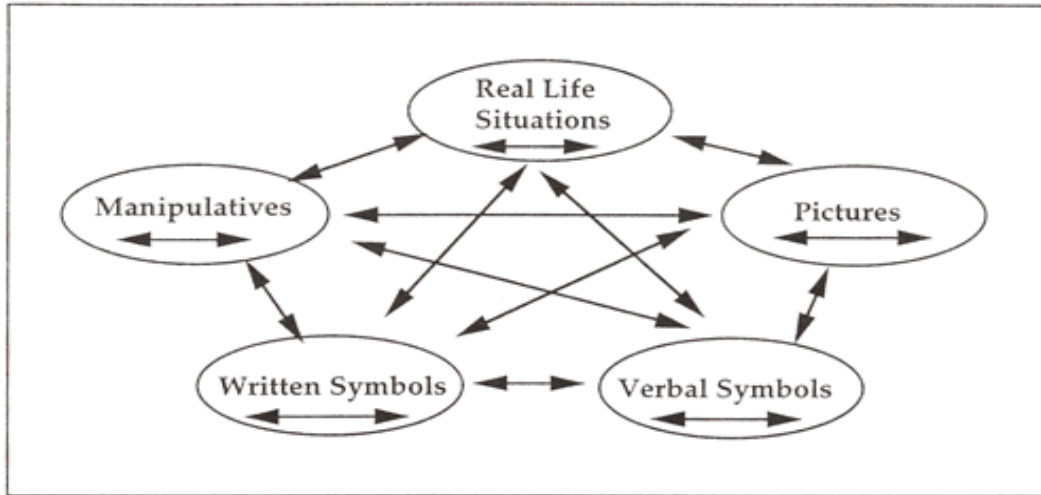 Real Life
Situations
Manipulatives
Pictures
Written Symbols
Verbal Symbols